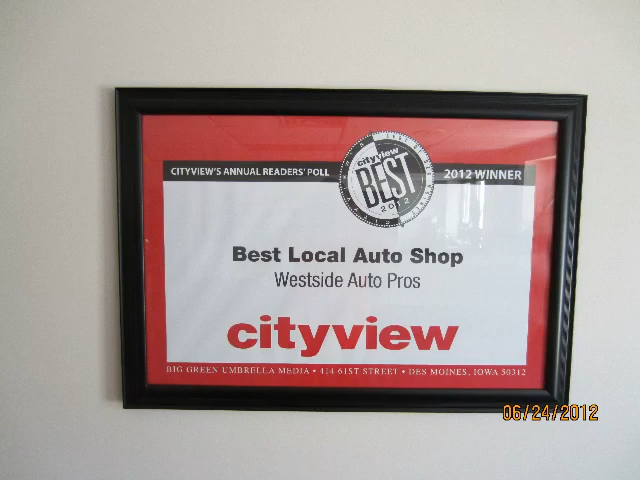 CITYVIEW'S ANNUAL READERS' POLL
cityview
BEST
2012
2012 WINNER
Best Local Auto Shop
Westside Auto Pros
cityview
BIG GREEN UMBRELLA MEDIA • 414 61ST STREET • DES MOINES, IOWA 50312
06/24/2012